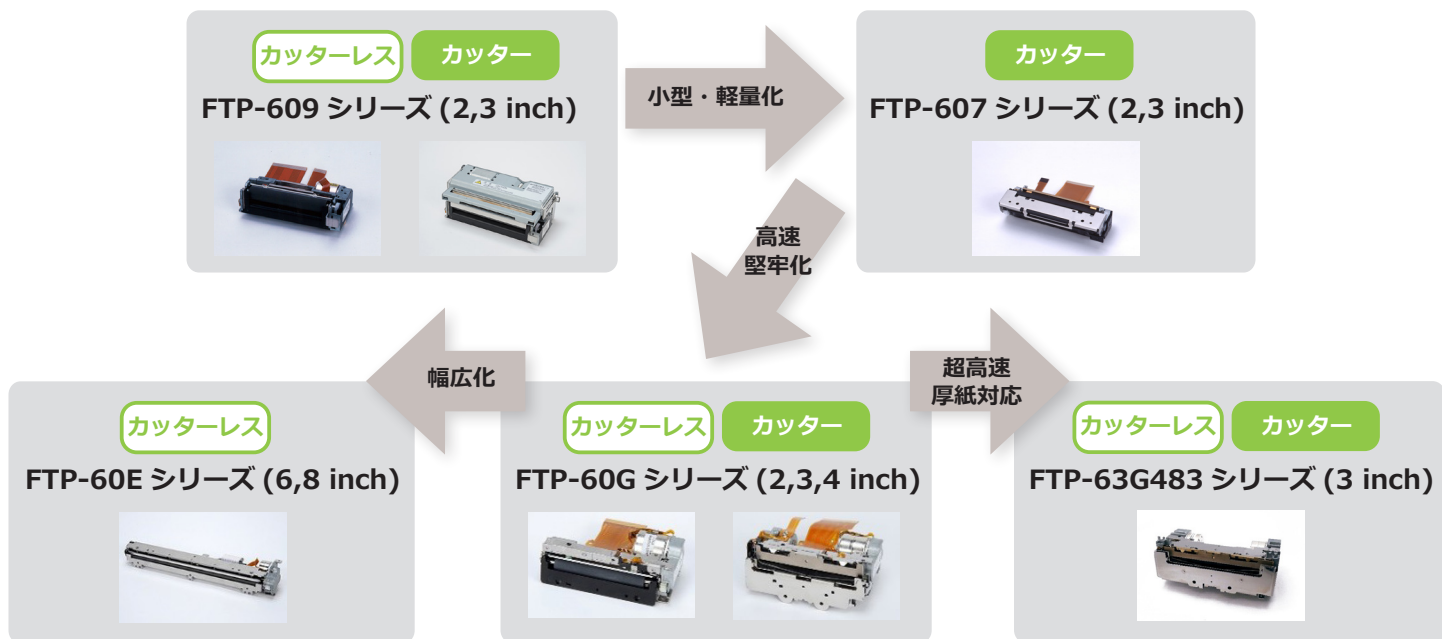 カッターレス
カッター
FTP-609 シリーズ (2,3 inch)
小型・軽量化
カッター
FTP-607 シリーズ (2,3 inch)
高速
堅牢化
幅広化
超高速
厚紙対応
カッターレス
FTP-60E シリーズ (6,8 inch)
カッターレス
カッター
FTP-60G シリーズ (2,3,4 inch)
カッターレス
カッター
FTP-63G483 シリーズ (3 inch)